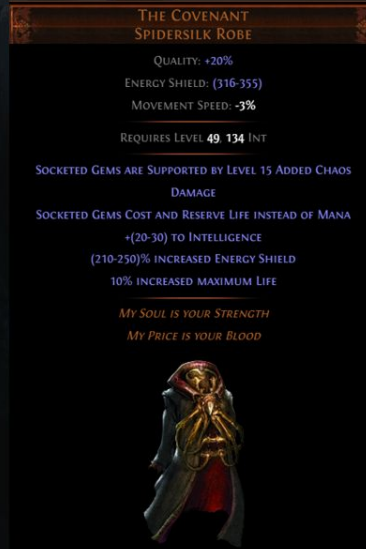 The Covenant
Spidersilk Robe
Quality: +20%
Energy Shield: (316-355)
Movement Speed: -3%
Requires Level 49, 134 Int
Socketed Gems are Supported by Level 15 Added Chaos
Damage
Socketed Gems Cost and Reserve Life instead of Mana
+(20-30) to Intelligence
(210-250)% increased Energy Shield
10% increased maximum Life
My Soul is your Strength
My Price is your Blood